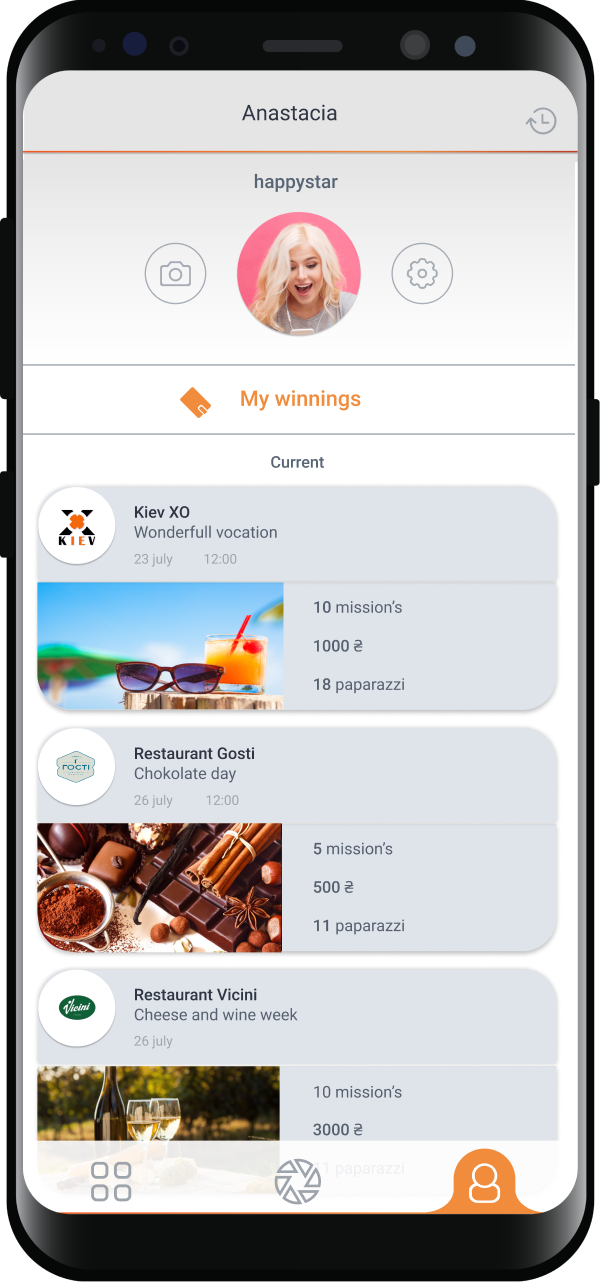 Anastacia
happystar
My winnings
Current
KIEV
Kiev XO
Wonderfull vocation
23 july 12:00
10 mission's
1000 ₴
18 paparazzi
ГОСТІ
Restaurant Gosti
Chokolate day
26 july 12:00
5 mission's
500 ₴
11 paparazzi
Vicini
Restaurant Vicini
Cheese and wine week
26 july
10 mission's
3000 ₴
11 paparazzi